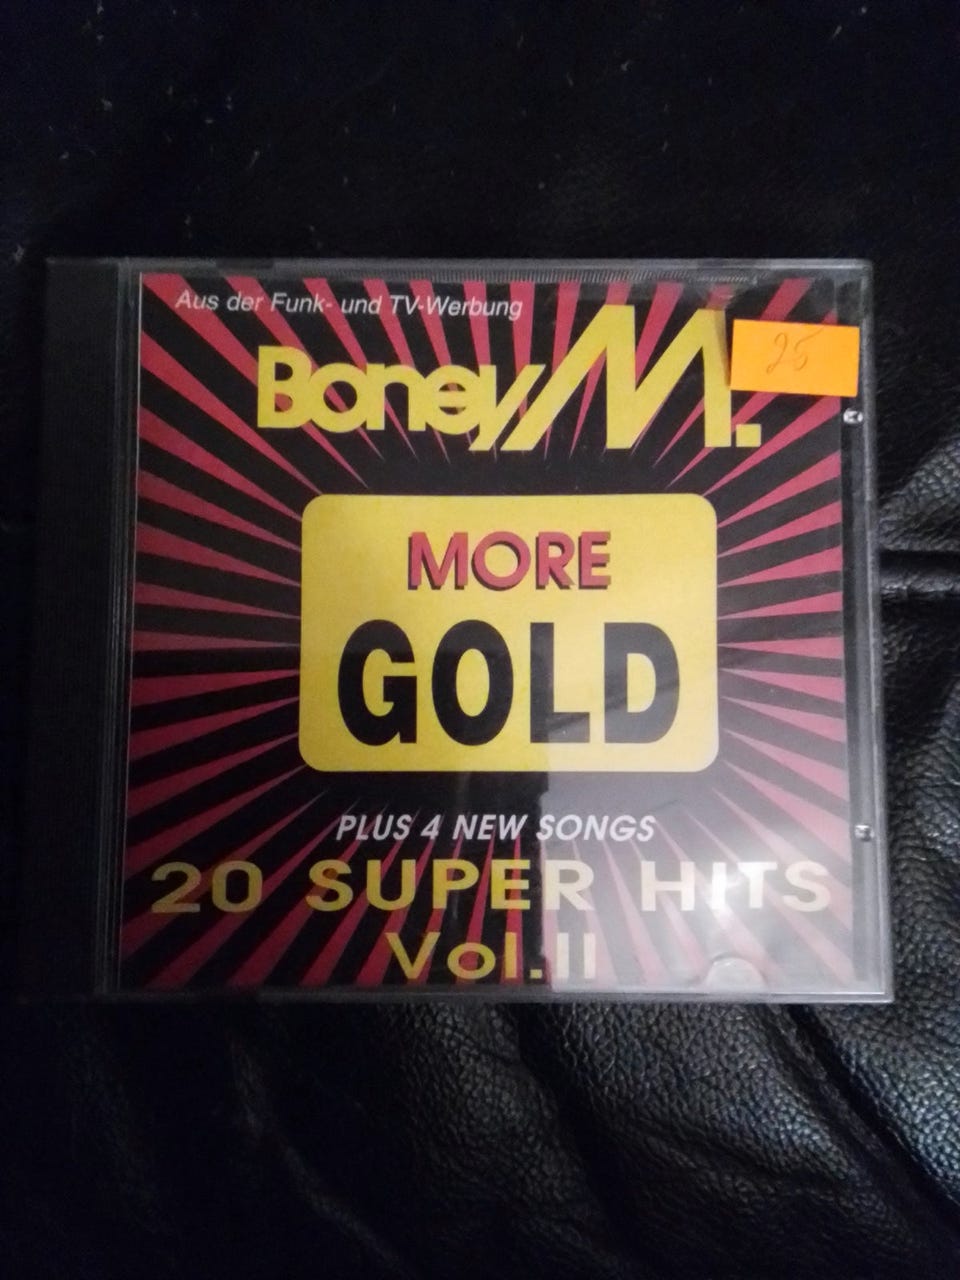 Aus der Funk- und TV-Werbung
Boney M.
25
MORE
GOLD
PLUS 4 NEW SONGS
20 SUPER HITS
Vol.II